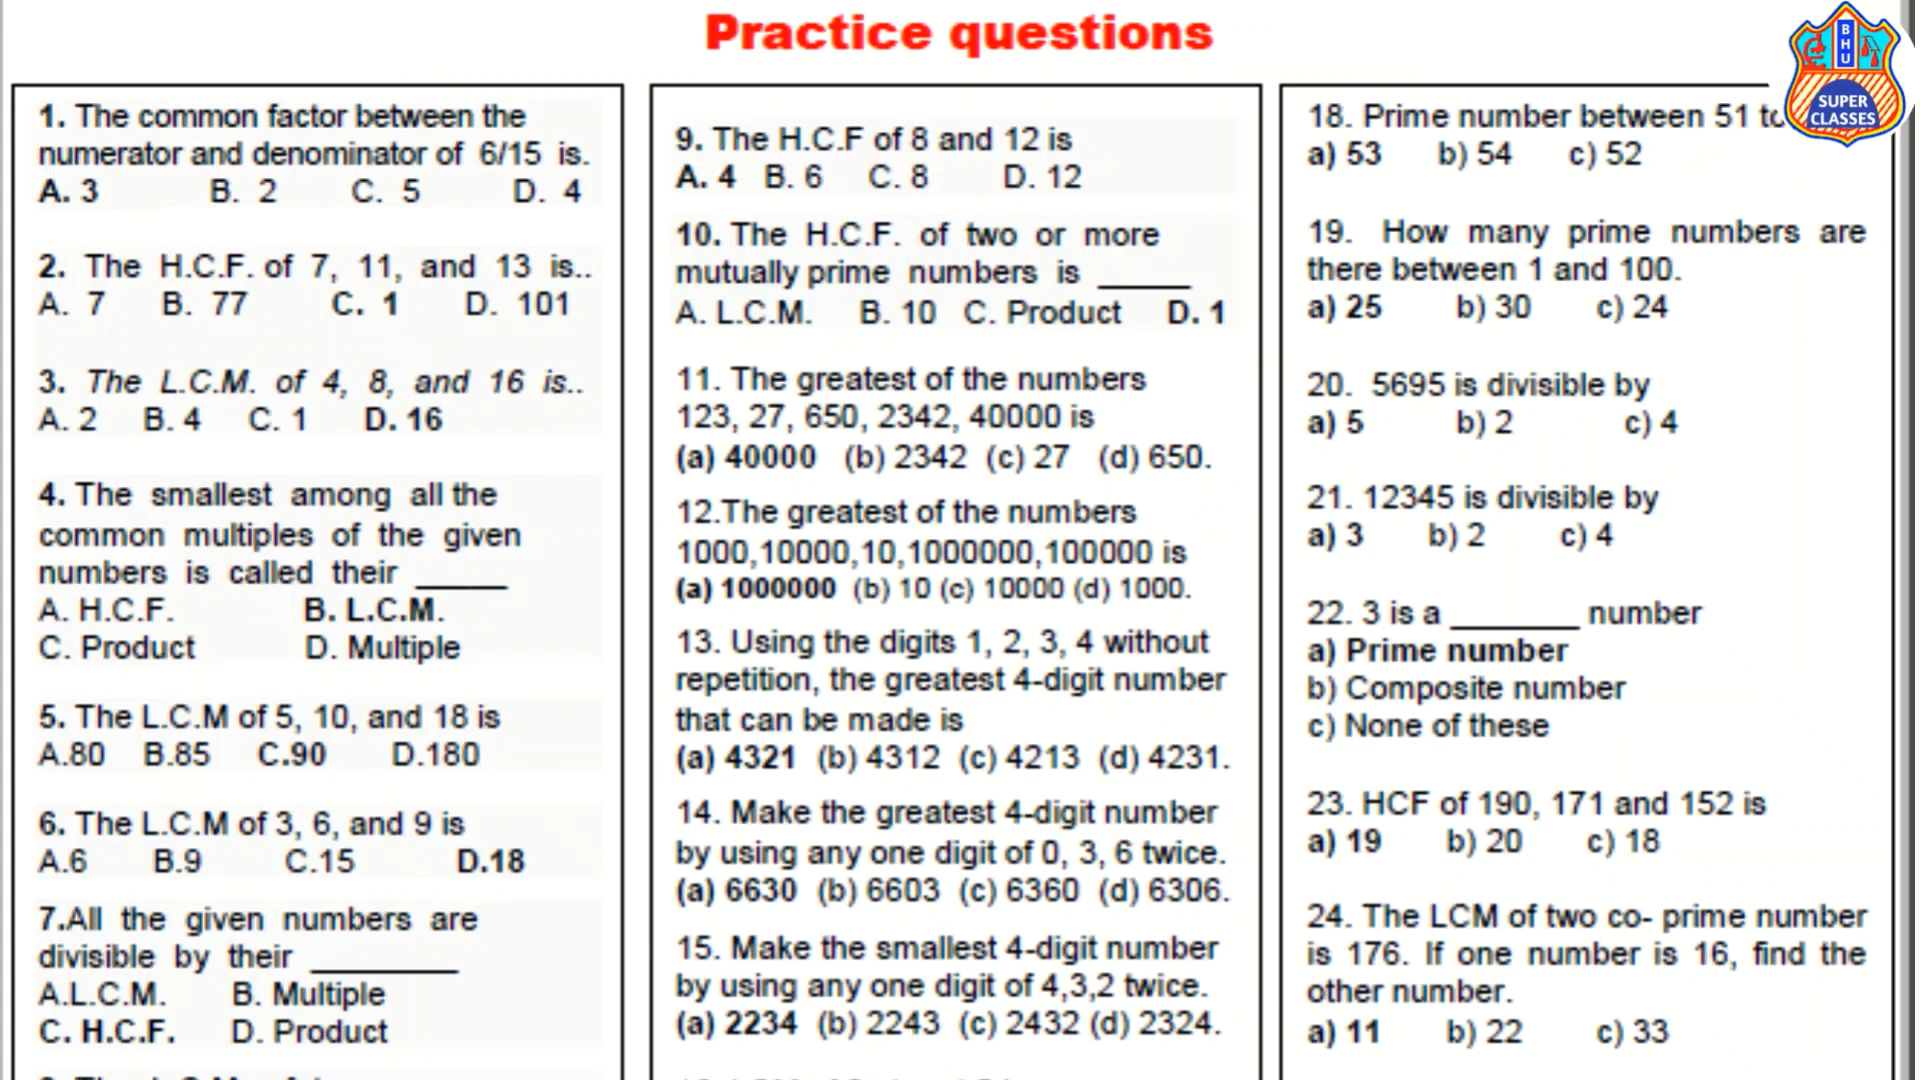 Practice questions
1. The common factor between the
numerator and denominator of 6/15 is.
A. 3 B. 2 C. 5 D. 4
2. The H.C.F. of 7, 11, and 13 is..
A. 7 B. 77 C. 1 D. 101
3. The L.C.M. of 4, 8, and 16 is..
A. 2 B. 4 C. 1 D. 16
4. The smallest among all the
common multiples of the given
numbers is called their _____
A. H.C.F. B. L.C.M.
C. Product D. Multiple
5. The L.C.M of 5, 10, and 18 is
A.80 B.85 C.90 D.180
6. The L.C.M of 3, 6, and 9 is
A.6 B.9 C.15 D.18
7.All the given numbers are
divisible by their ________
A.L.C.M. B. Multiple
C. H.C.F. D. Product
9. The H.C.F of 8 and 12 is
A. 4 B. 6 C. 8 D. 12
10. The H.C.F. of two or more
mutually prime numbers is _____
A. L.C.M. B. 10 C. Product D. 1
11. The greatest of the numbers
123, 27, 650, 2342, 40000 is
(a) 40000 (b) 2342 (c) 27 (d) 650.
12.The greatest of the numbers
1000,10000,10,1000000,100000 is
(a) 1000000 (b) 10 (c) 10000 (d) 1000.
13. Using the digits 1, 2, 3, 4 without
repetition, the greatest 4-digit number
that can be made is
(a) 4321 (b) 4312 (c) 4213 (d) 4231.
14. Make the greatest 4-digit number
by using any one digit of 0, 3, 6 twice.
(a) 6630 (b) 6603 (c) 6360 (d) 6306.
15. Make the smallest 4-digit number
by using any one digit of 4,3,2 twice.
(a) 2234 (b) 2243 (c) 2432 (d) 2324.
18. Prime number between 51 to
a) 53 b) 54 c) 52
19. How many prime numbers are
there between 1 and 100.
a) 25 b) 30 c) 24
20. 5695 is divisible by
a) 5 b) 2 c) 4
21. 12345 is divisible by
a) 3 b) 2 c) 4
22. 3 is a _______ number
a) Prime number
b) Composite number
c) None of these
23. HCF of 190, 171 and 152 is
a) 19 b) 20 c) 18
24. The LCM of two co- prime number
is 176. If one number is 16, find the
other number.
a) 11 b) 22 c) 33
BHU
SUPER
CLASSES